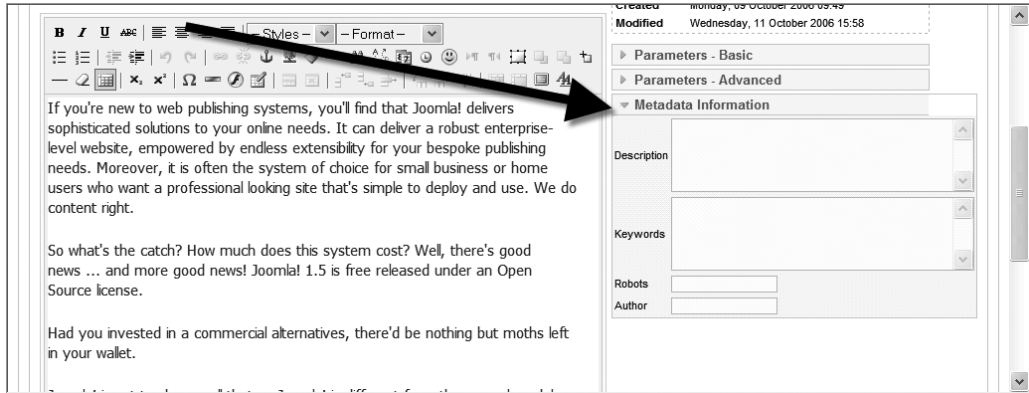 Created Monday, 09 October 2006 09:49
Modified Wednesday, 11 October 2006 15:58
B I U ABC – Styles – – Format –
Parameters - Basic
Parameters - Advanced
Metadata Information
Description
Keywords
Robots
Author
If you're new to web publishing systems, you'll find that Joomla! delivers
sophisticated solutions to your online needs. It can deliver a robust enterprise-
level website, empowered by endless extensibility for your bespoke publishing
needs. Moreover, it is often the system of choice for small business or home
users who want a professional looking site that's simple to deploy and use. We do
content right.
So what's the catch? How much does this system cost? Well, there's good
news ... and more good news! Joomla! 1.5 is free released under an Open
Source license.
Had you invested in a commercial alternatives, there'd be nothing but moths left
in your wallet.